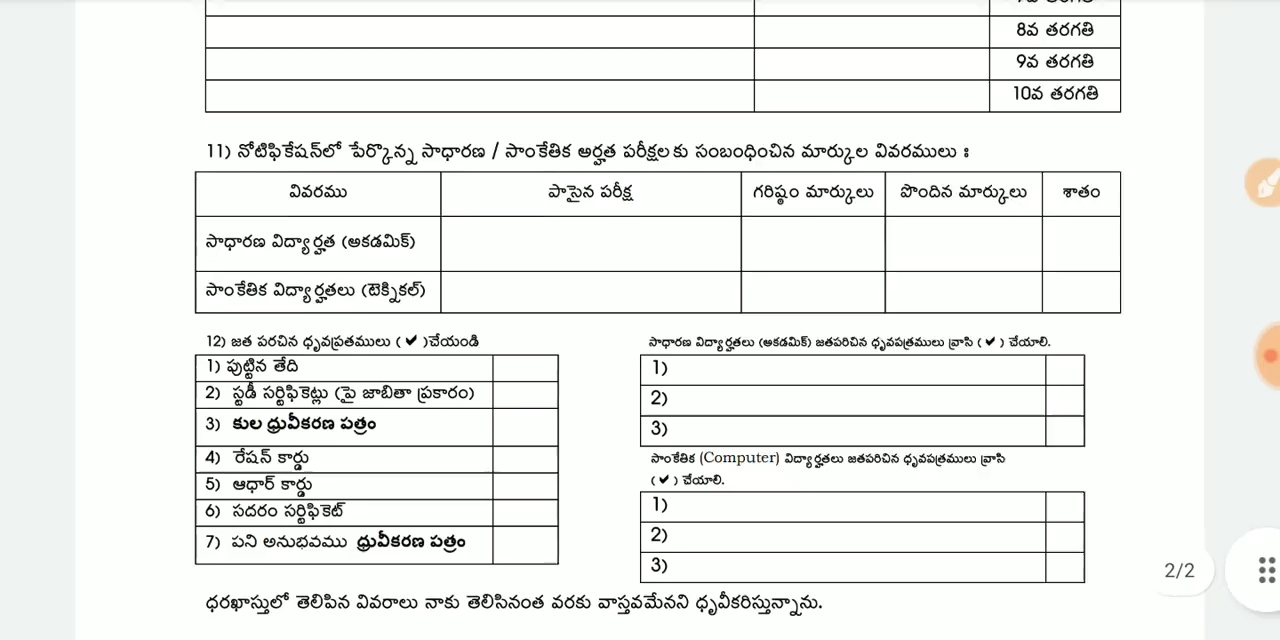 8వ తరగతి
9వ తరగతి
10వ తరగతి
11) నోటిఫికేషన్‌లో పేర్కొన్న సాధారణ / సాంకేతిక అర్హత పరీక్షలకు సంబంధించిన మార్కుల వివరములు :
వివరము పాసైన పరీక్ష గరిష్ఠం మార్కులు పొందిన మార్కులు శాతం
సాధారణ విద్యార్హత (అకడమిక్)
సాంకేతిక విద్యార్హతలు (టెక్నికల్)
12) జత పరచిన ధృవప్రతములు ( ✔ )చేయండి
1) పుట్టిన తేది
2) స్టడీ సర్టిఫికెట్లు (పై జాబితా ప్రకారం)
3) కుల ధ్రువీకరణ పత్రం
4) రేషన్ కార్డు
5) ఆధార్ కార్డు
6) సదరం సర్టిఫికెట్
7) పని అనుభవము ధ్రువీకరణ పత్రం
సాధారణ విద్యార్హతలు (అకడమిక్) జతపరిచిన ధృవపత్రములు వ్రాసి ( ✔ ) చేయాలి.
1)
2)
3)
సాంకేతిక (Computer) విద్యార్హతలు జతపరిచిన ధృవపత్రములు వ్రాసి
( ✔ ) చేయాలి.
1)
2)
3)
ధరఖాస్తులో తెలిపిన వివరాలు నాకు తెలిసినంత వరకు వాస్తవమేనని ధృవీకరిస్తున్నాను.
2/2